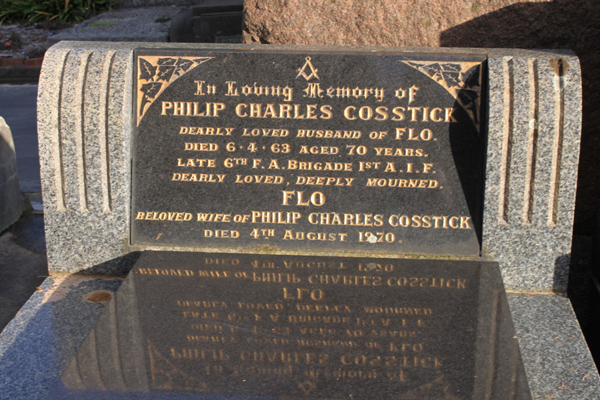 In Loving Memory of
PHILIP CHARLES COSSTICK
DEARLY LOVED HUSBAND OF FLO.
DIED 6·4·63 AGED 70 YEARS.
LATE 6TH F.A. BRIGADE 1ST A.I.F.
DEARLY LOVED, DEEPLY MOURNED.
FLO
BELOVED WIFE OF PHILIP CHARLES COSSTICK
DIED 4TH AUGUST 1970.